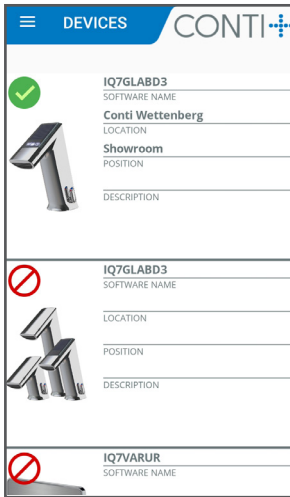 DEVICES
CONTI+
IQ7GLABD3
SOFTWARE NAME
Conti Wettenberg
LOCATION
Showroom
POSITION
DESCRIPTION
IQ7GLABD3
SOFTWARE NAME
LOCATION
POSITION
DESCRIPTION
IQ7VARUR
SOFTWARE NAME